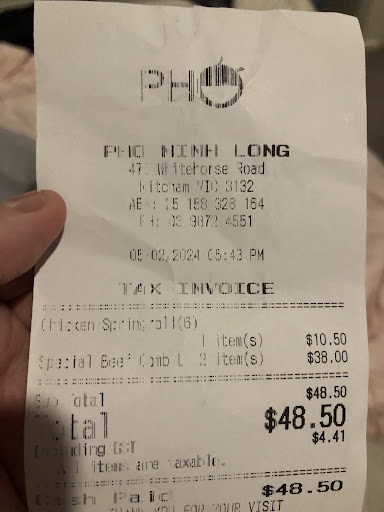 PHO
PHO MINH LONG
Whitehorse Road
Mitcham VIC 3132
ABN: 25 158 328 164
PH: 03 9872 4551
05/02/2024 05:43 PM
TAX INVOICE
Chicken Springroll(6)
1 item(s) $10.50
Special Beef Comb L 2 item(s) $38.00
Sub Total $48.50
Total $48.50
Including GST $4.41
All items are taxable.
Cash Paid $48.50
THANK YOU FOR YOUR VISIT